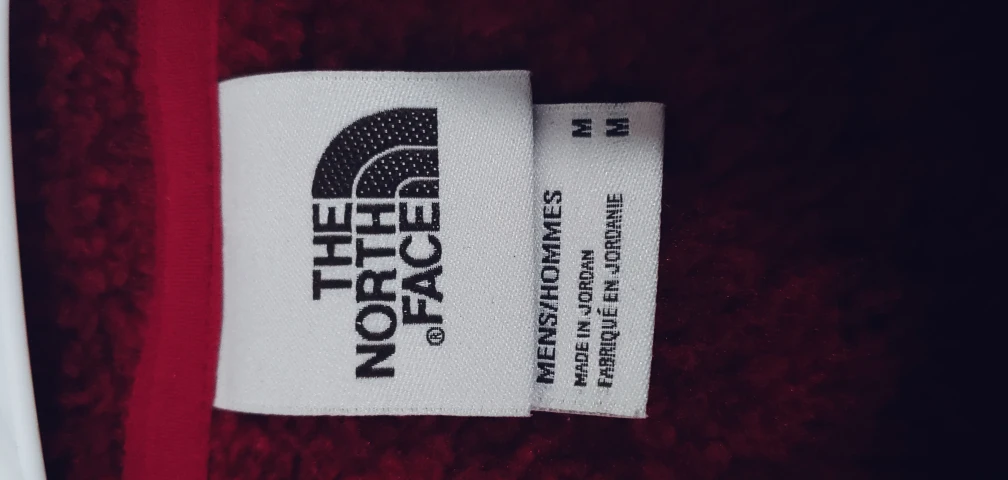 THE
NORTH
®FACE
MENS/HOMMES
MADE IN JORDAN M
FABRIQUÉ EN JORDANIE M